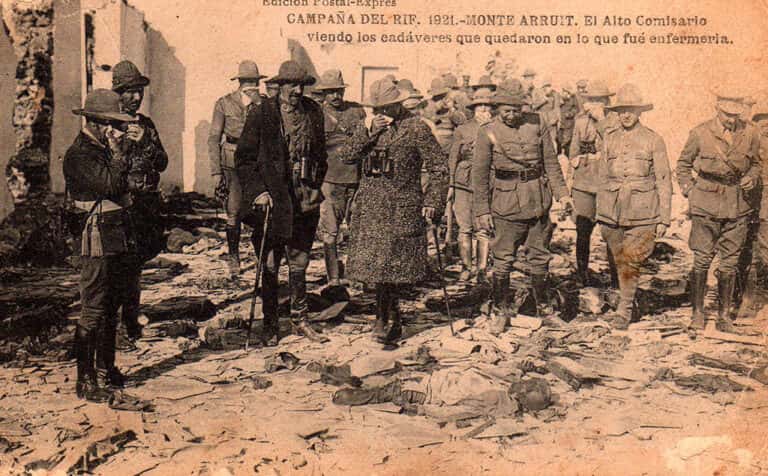 Edición Postal-Exprés
CAMPAÑA DEL RIF. 1921.-MONTE ARRUIT. El Alto Comisario
viendo los cadáveres que quedaron en lo que fué enfermeria.